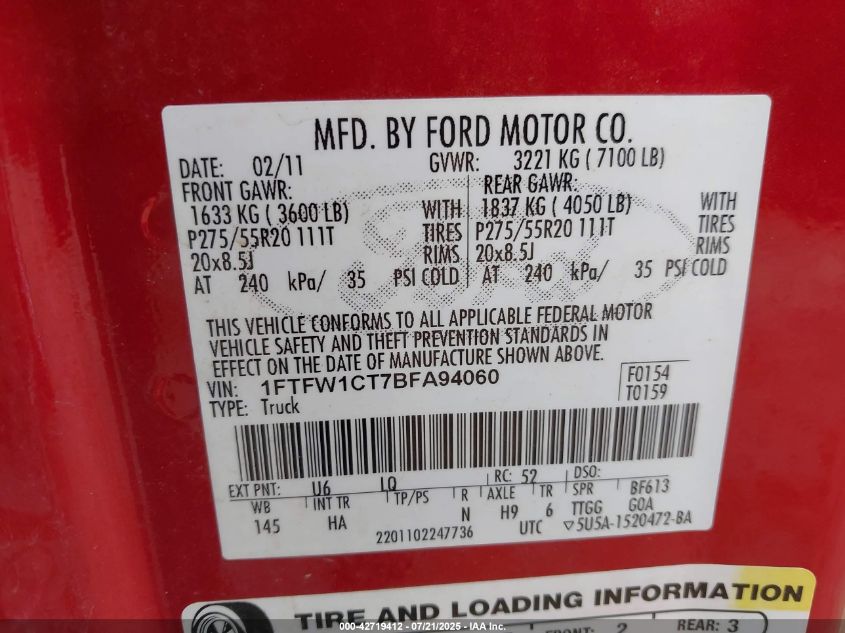 MFD. BY FORD MOTOR CO.
DATE: 02/11 GVWR: 3221 KG ( 7100 LB)
FRONT GAWR: REAR GAWR:
1633 KG ( 3600 LB) WITH 1837 KG ( 4050 LB) WITH
P275/55R20 111T TIRES P275/55R20 111T TIRES
20x8.5J RIMS 20x8.5J RIMS
AT 240 kPa/ 35 PSI COLD AT 240 kPa/ 35 PSI COLD
THIS VEHICLE CONFORMS TO ALL APPLICABLE FEDERAL MOTOR
VEHICLE SAFETY AND THEFT PREVENTION STANDARDS IN
EFFECT ON THE DATE OF MANUFACTURE SHOWN ABOVE.
VIN: 1FTFW1CT7BFA94060 F0154
TYPE: Truck T0159
EXT PNT: U6 LQ RC: 52 DSO:
WB INT TR TP/PS R AXLE TR SPR BF613
145 HA N H9 6 TTGG GOA
2201102247736 UTC ▽5U5A-1520472-BA
TIRE AND LOADING INFORMATION
FRONT: 2 REAR: 3
000-42719412 - 07/21/2025 - IAA Inc.